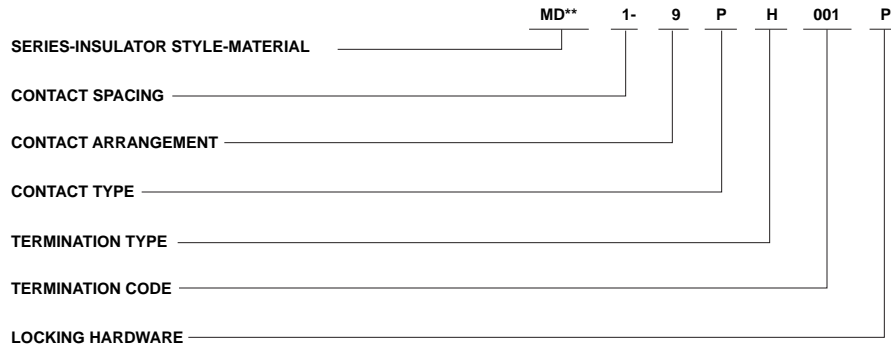 MD** 1- 9 P H 001 P
SERIES-INSULATOR STYLE-MATERIAL
CONTACT SPACING
CONTACT ARRANGEMENT
CONTACT TYPE
TERMINATION TYPE
TERMINATION CODE
LOCKING HARDWARE